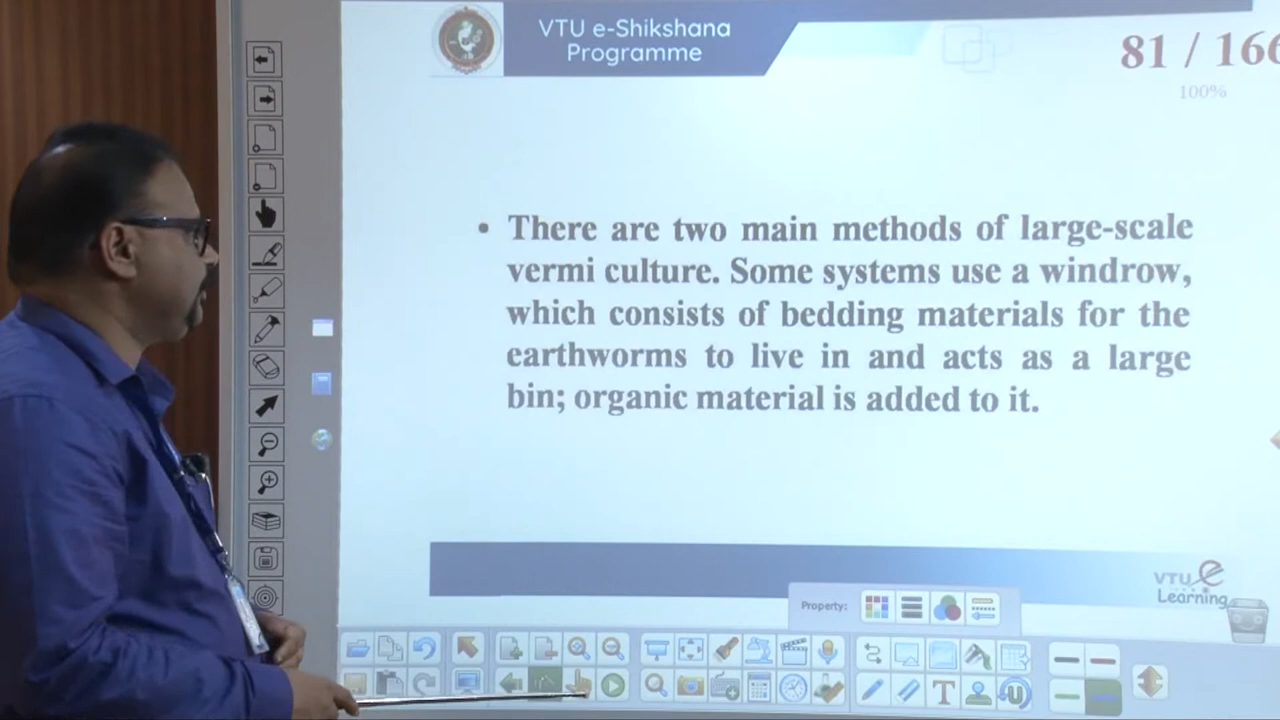 VTU e-Shikshana
Programme
81 / 166
100%
• There are two main methods of large-scale
vermi culture. Some systems use a windrow,
which consists of bedding materials for the
earthworms to live in and acts as a large
bin; organic material is added to it.
VTU e
Learning
Property:
T